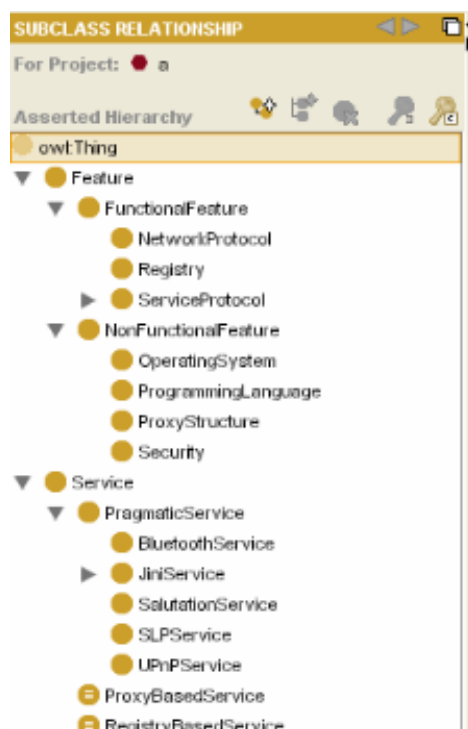 SUBCLASS RELATIONSHIP
For Project: a
Asserted Hierarchy
owl:Thing
Feature
FunctionalFeature
NetworkProtocol
Registry
ServiceProtocol
NonFunctionalFeature
OperatingSystem
ProgrammingLanguage
ProxyStructure
Security
Service
PragmaticService
BluetoothService
JiniService
SalutationService
SLPService
UPnPService
ProxyBasedService
RegistryBasedService